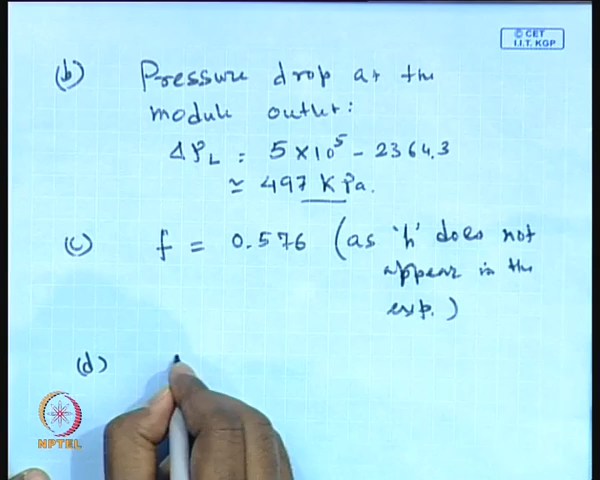 © CET
I.I.T. KGP
(b) Pressure drop at the
module outlet:
ΔP_L = 5 × 10^5 - 2364.3
≃ 497 KPa.
(c) f = 0.576 (as 'h' does not
appear in the
exp.)
(d)
NPTEL